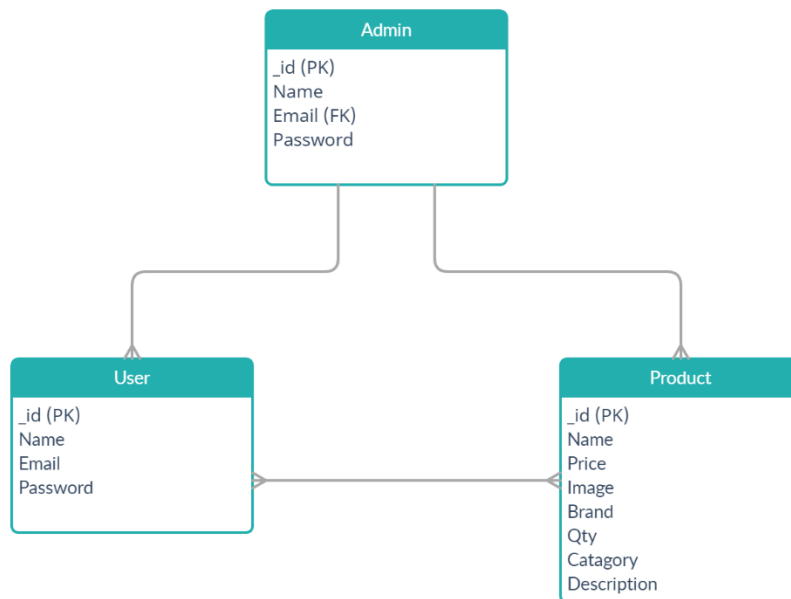 Admin
_id (PK)
Name
Email (FK)
Password
User
_id (PK)
Name
Email
Password
Product
_id (PK)
Name
Price
Image
Brand
Qty
Catagory
Description